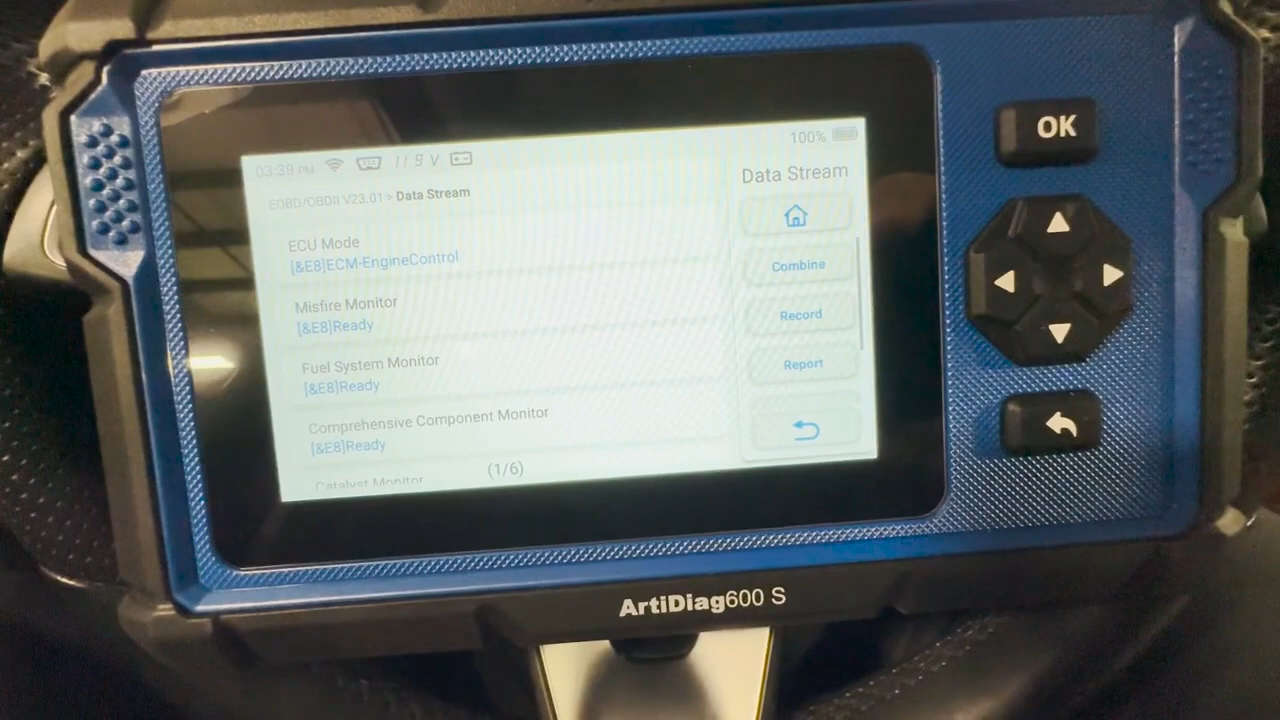 03:39 PM 11.9 V 100%
EOBD/OBDII V23.01 > Data Stream
Data Stream
ECU Mode
[&E8]ECM-EngineControl
Misfire Monitor
[&E8]Ready
Fuel System Monitor
[&E8]Ready
Comprehensive Component Monitor
[&E8]Ready
Catalyst Monitor
(1/6)
Combine
Record
Report
OK
ArtiDiag600 S